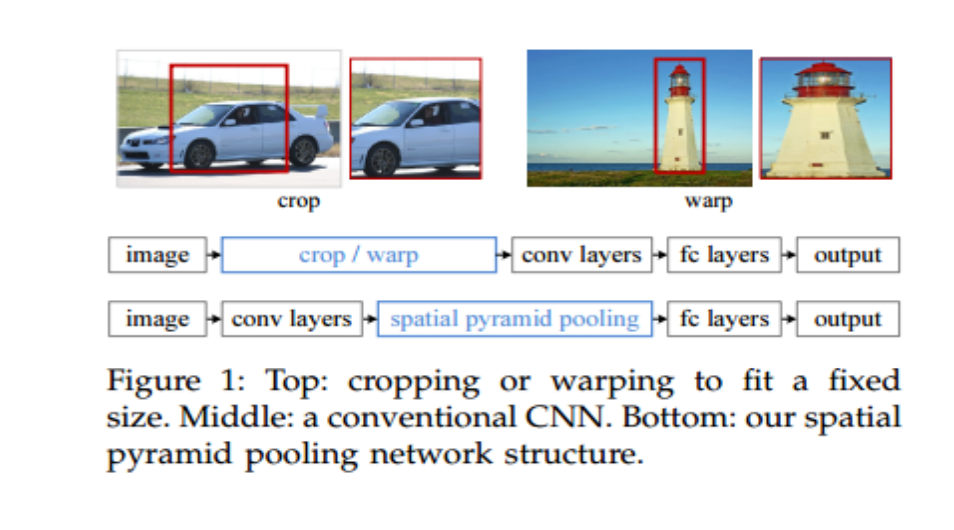 crop
warp
image crop / warp conv layers fc layers output
image conv layers spatial pyramid pooling fc layers output
Figure 1: Top: cropping or warping to fit a fixed
size. Middle: a conventional CNN. Bottom: our spatial
pyramid pooling network structure.